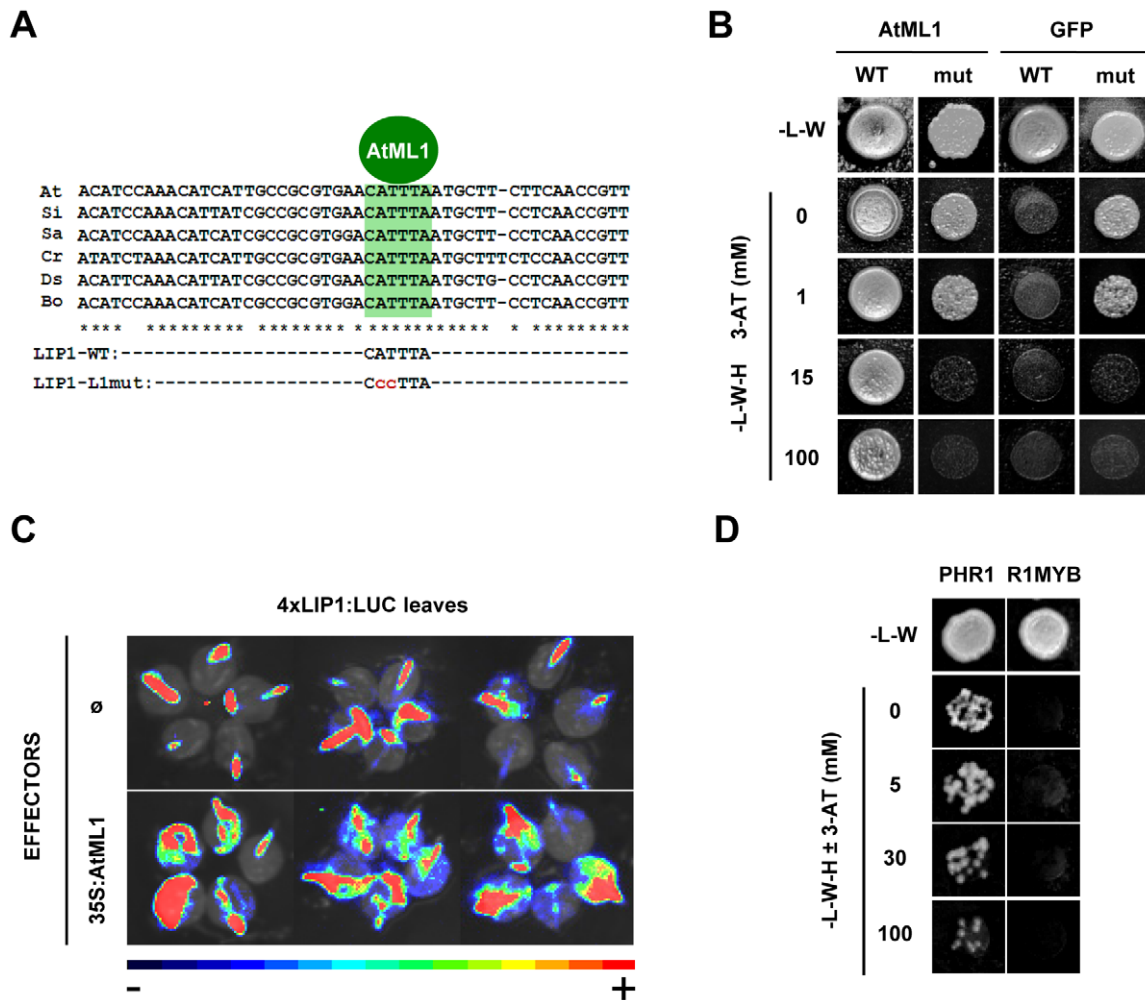 A
AtML1
At ACATCCAAACATCATTGCCGCGTGAACATTTAATGCTT-CTTCAACCGTT
Si ACATCCAAACATTATCGCCGCGTGAACATTTAATGCTT-CCTCAACCGTT
Sa ACATCCAAACATTATCGCCGCGTGGACATTTAATGCTT-CCTCAACCGTT
Cr ATATCTAAACATCATCGCCGCGTGAACATTTAATGCTTTCTCCAACCGTT
Ds ACATTCAAACATTATCGCCGCGTGAACATTTAATGCTG-CCTCAACCGTT
Bo ACATCCAAACATCATCGCCGCGTGGACATTTAATGCTT-CCTCAACCGTT
**** ********* ******** ************* * *********
LIP1-WT:----------------------CATTTA------------------
LIP1-L1mut:-------------------CccTTA------------------
B
AtML1 GFP
WT mut WT mut
-L-W
-L-W-H 3-AT (mM)
0
1
15
100
C
4xLIP1:LUC leaves
EFFECTORS
ø
35S:AtML1
- +
D
PHR1 R1MYB
-L-W
-L-W-H ± 3-AT (mM)
0
5
30
100